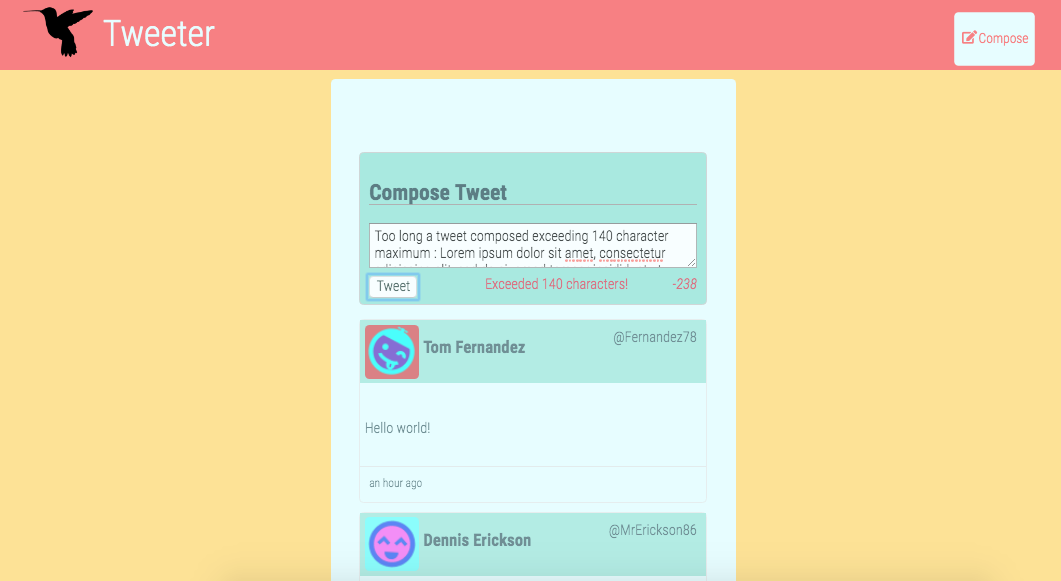 Tweeter
Compose
Compose Tweet
Too long a tweet composed exceeding 140 character
maximum : Lorem ipsum dolor sit amet, consectetur
Tweet
Exceeded 140 characters!
-238
Tom Fernandez
@Fernandez78
Hello world!
an hour ago
Dennis Erickson
@MrErickson86